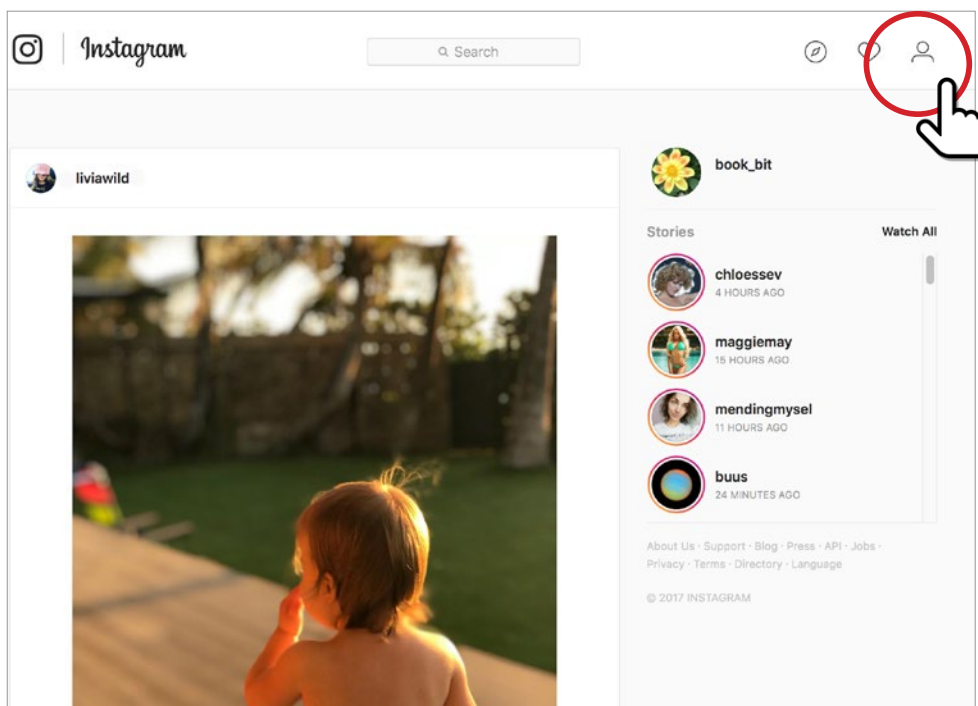 Instagram
Search
liviawild
book_bit
Stories Watch All
chloessev
4 HOURS AGO
maggiemay
15 HOURS AGO
mendingmysel
11 HOURS AGO
buus
24 MINUTES AGO
About Us · Support · Blog · Press · API · Jobs ·
Privacy · Terms · Directory · Language
© 2017 INSTAGRAM